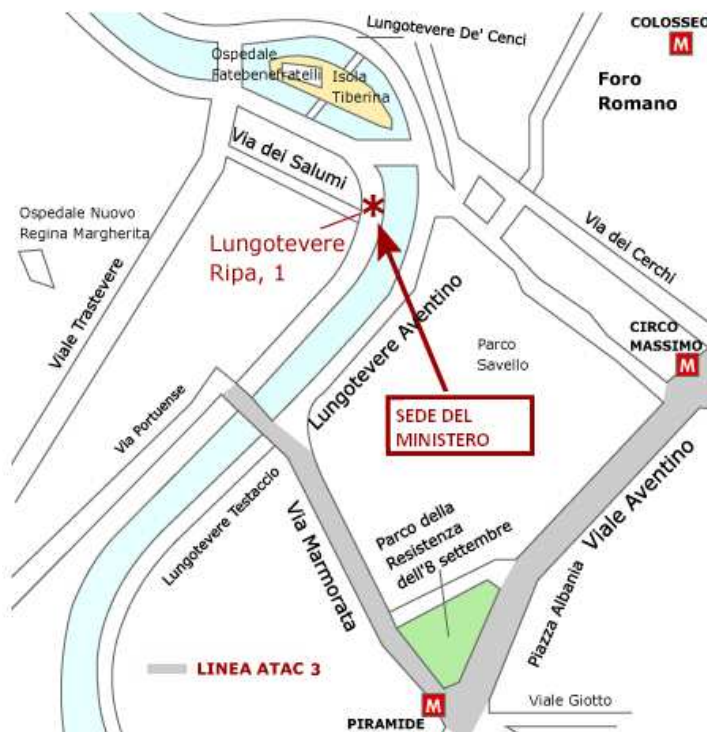 Lungotevere De' Cenci
COLOSSEO
M
Foro
Romano
Ospedale
Fatebenefratelli
Isola
Tiberina
Via dei Salumi
Ospedale Nuovo
Regina Margherita
Lungotevere
Ripa, 1
Via dei Cerchi
Viale Trastevere
Lungotevere Aventino
Parco
Savello
CIRCO
MASSIMO
M
SEDE DEL
MINISTERO
Via Portuense
Lungotevere Testaccio
Via Marmorata
Parco della
Resistenza
dell'8 settembre
Viale Aventino
Piazza Albania
LINEA ATAC 3
M
PIRAMIDE
Viale Giotto